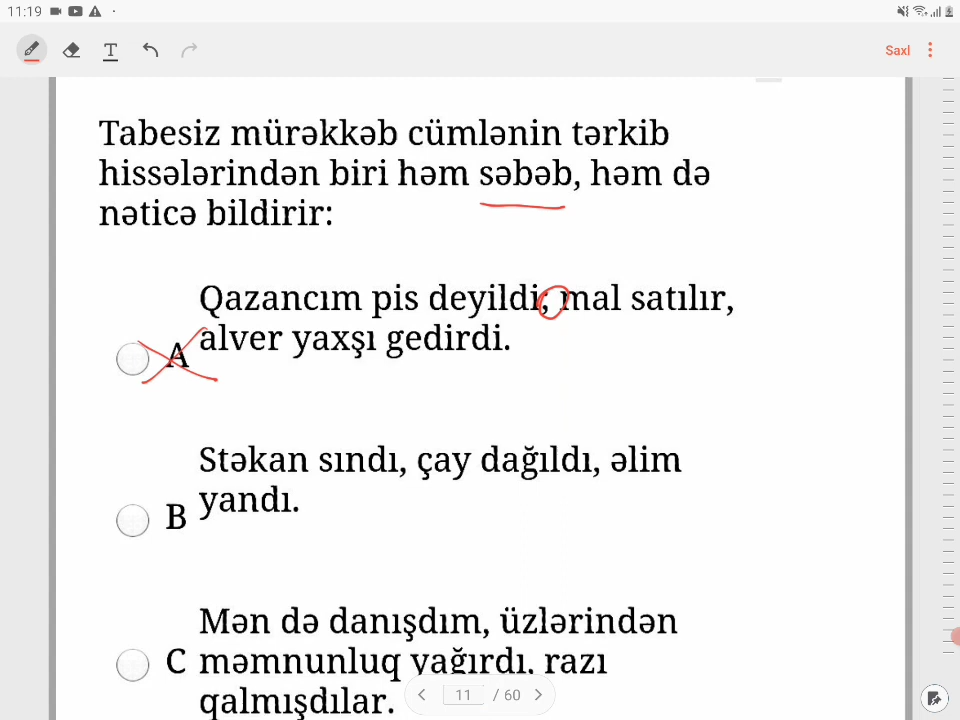 11:19
T
Saxl
Tabesiz mürəkkəb cümlənin tərkib
hissələrindən biri həm səbəb, həm də
nəticə bildirir:
Qazancım pis deyildi; mal satılır,
A alver yaxşı gedirdi.
Stəkan sındı, çay dağıldı, əlim
B yandı.
Mən də danışdım, üzlərindən
C məmnunluq yağırdı, razı
qalmışdılar.
11 / 60